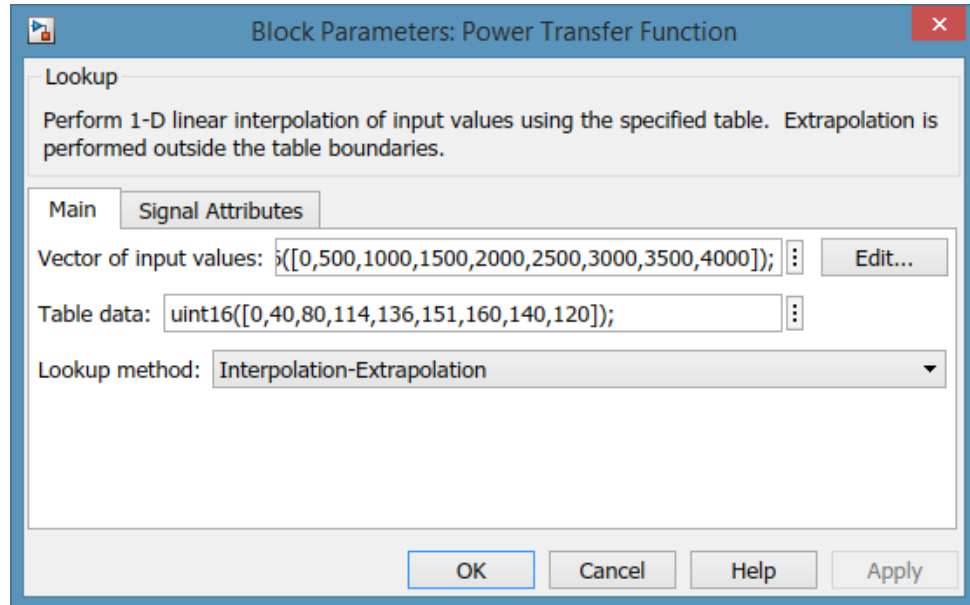 Block Parameters: Power Transfer Function
Lookup
Perform 1-D linear interpolation of input values using the specified table. Extrapolation is
performed outside the table boundaries.
Main Signal Attributes
Vector of input values: ([0,500,1000,1500,2000,2500,3000,3500,4000]); Edit...
Table data: uint16([0,40,80,114,136,151,160,140,120]);
Lookup method: Interpolation-Extrapolation
OK Cancel Help Apply